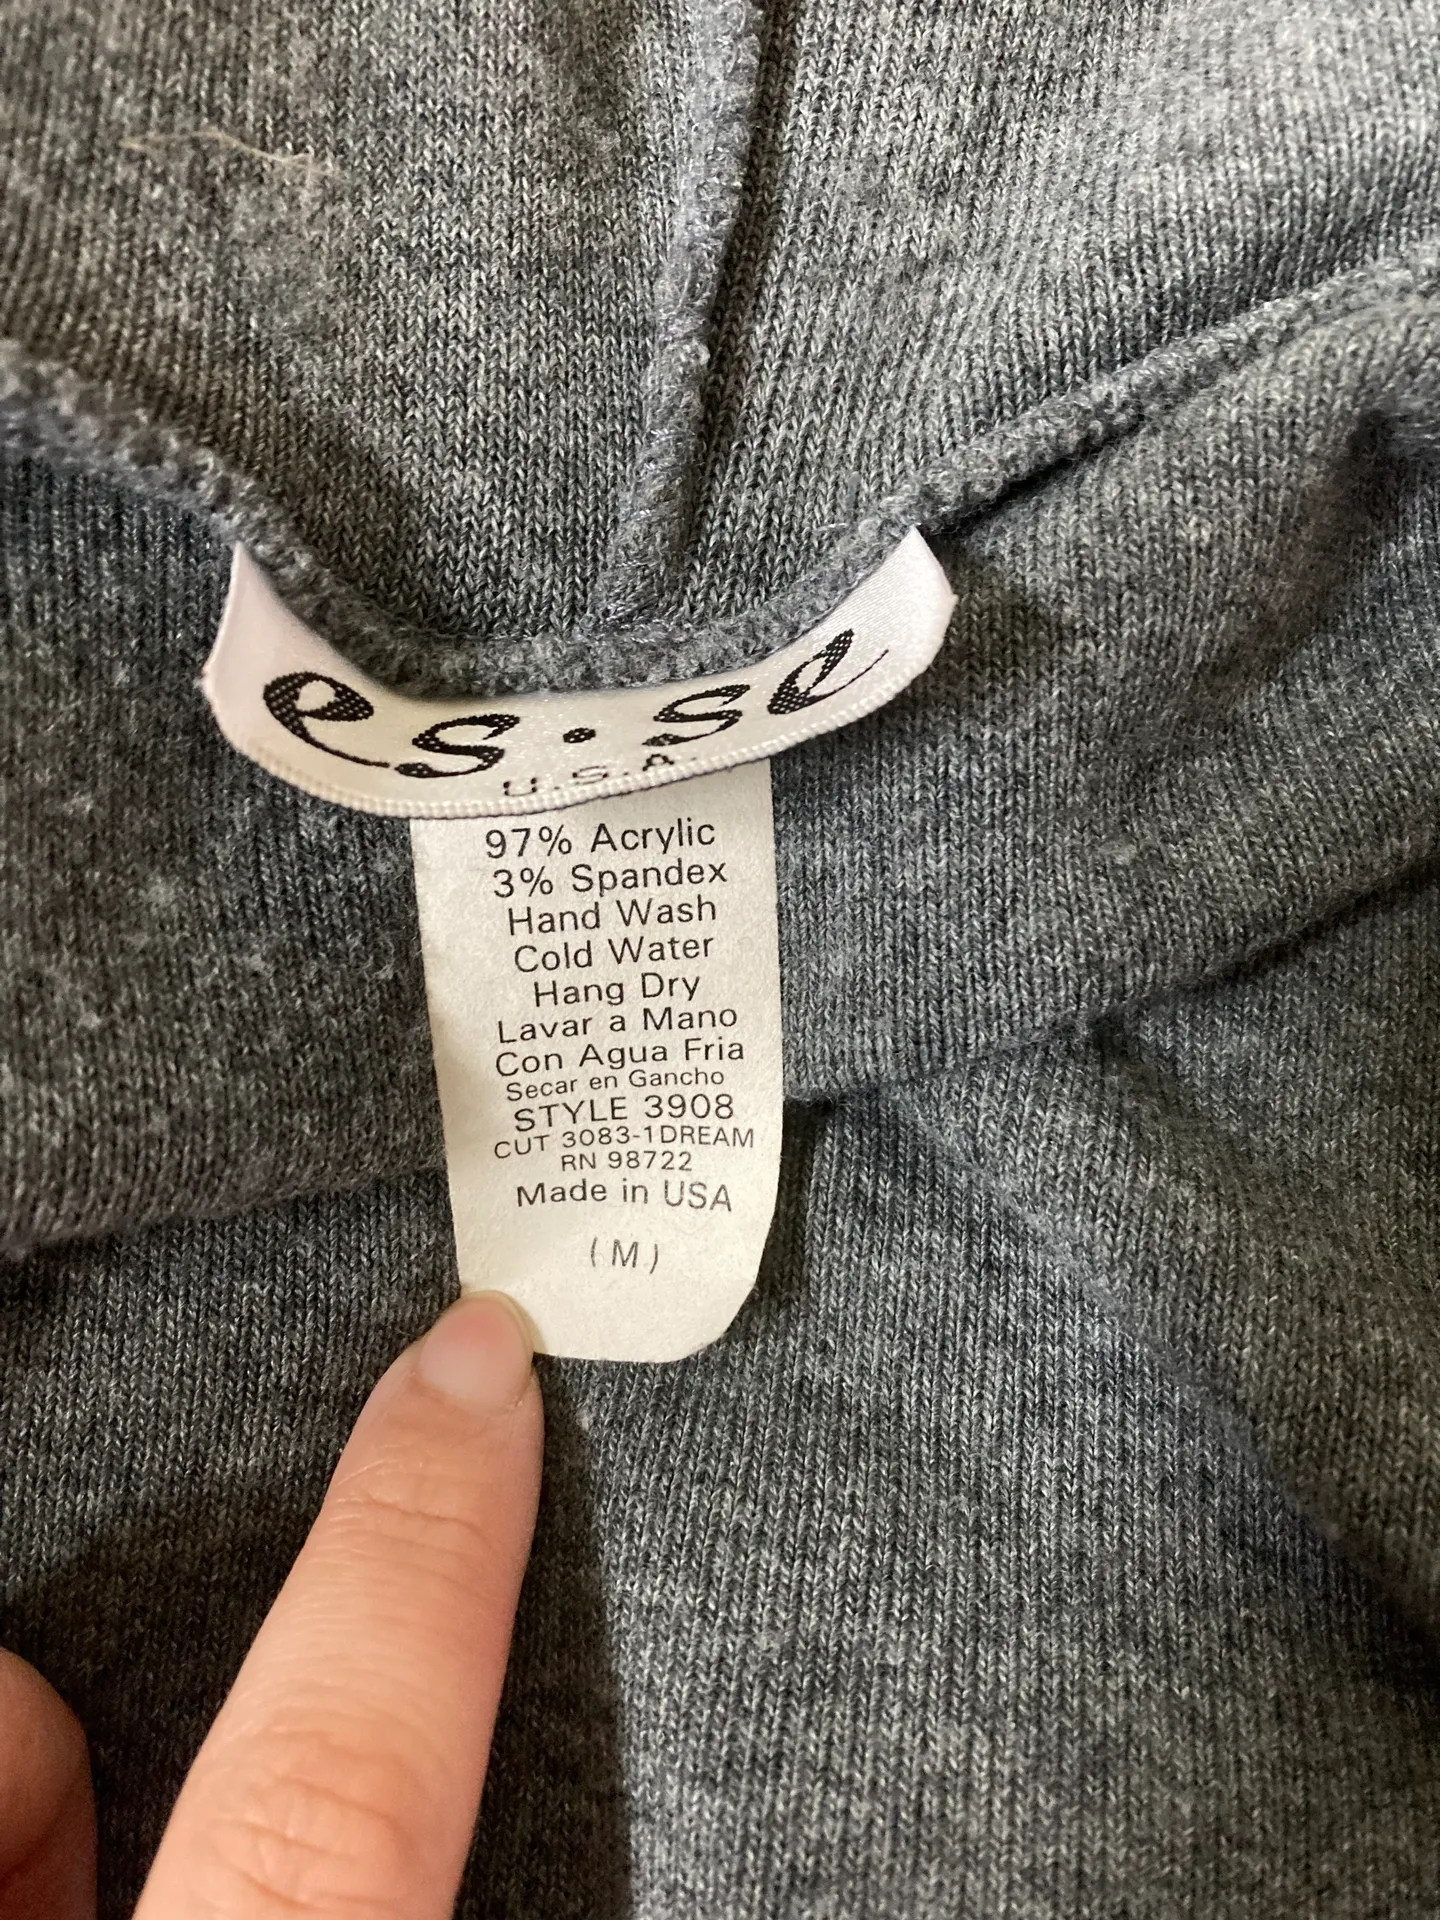 es·se
U.S.A.
97% Acrylic
3% Spandex
Hand Wash
Cold Water
Hang Dry
Lavar a Mano
Con Agua Fria
Secar en Gancho
STYLE 3908
CUT 3083-1DREAM
RN 98722
Made in USA
(M)